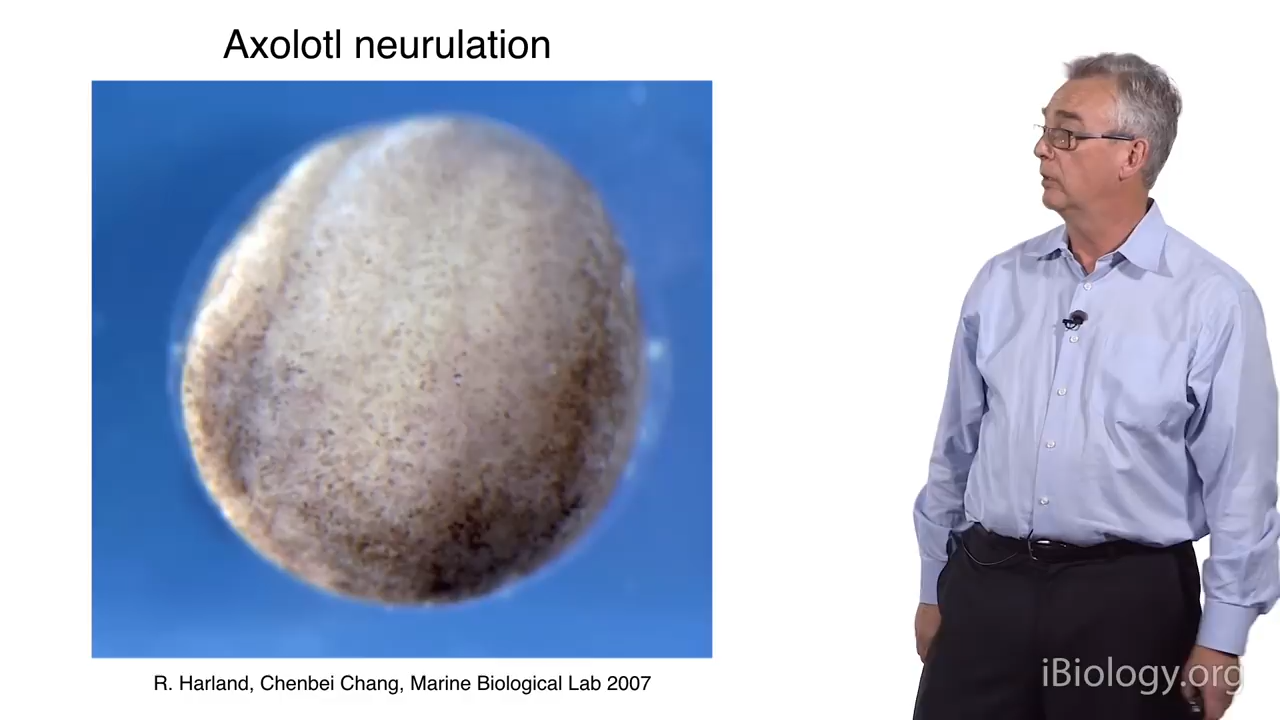 Axolotl neurulation
R. Harland, Chenbei Chang, Marine Biological Lab 2007
iBiology.org